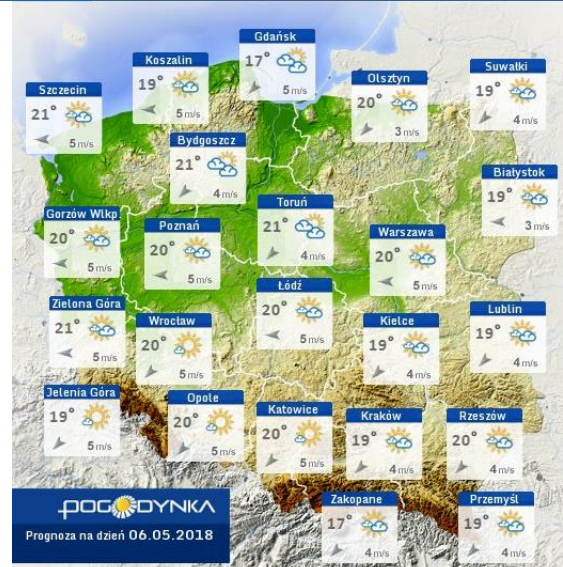 Gdańsk
17°
5 m/s
Koszalin
19°
5 m/s
Suwałki
19°
4 m/s
Olsztyn
20°
3 m/s
Szczecin
21°
5 m/s
Bydgoszcz
21°
4 m/s
Białystok
19°
3 m/s
Toruń
21°
4 m/s
Gorzów Wlkp
20°
5 m/s
Poznań
20°
5 m/s
Warszawa
20°
5 m/s
Łódź
20°
5 m/s
Zielona Góra
21°
5 m/s
Wrocław
20°
5 m/s
Kielce
19°
4 m/s
Lublin
19°
4 m/s
Jelenia Góra
19°
5 m/s
Opole
20°
5 m/s
Katowice
20°
5 m/s
Kraków
19°
4 m/s
Rzeszów
20°
4 m/s
Zakopane
17°
4 m/s
Przemyśl
19°
4 m/s
POGODYNKA
Prognoza na dzień 06.05.2018